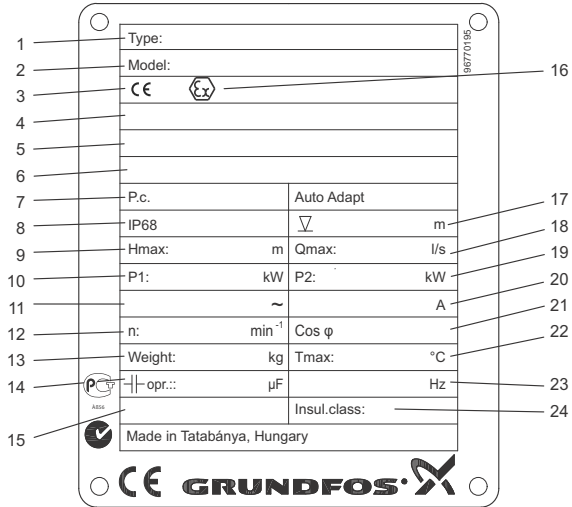 96770195
1 Type:
2 Model:
3 CE Ex 16
4
5
6
7 P.c. Auto Adapt
8 IP68 m 17
9 Hmax: m Qmax: l/s 18
10 P1: kW P2: kW 19
11 ~ A 20
12 n: min⁻¹ Cos φ 21
13 Weight: kg Tmax: °C 22
14 opr.:: µF Hz 23
15 Insul.class: 24
Made in Tatabánya, Hungary
CE GRUNDFOS